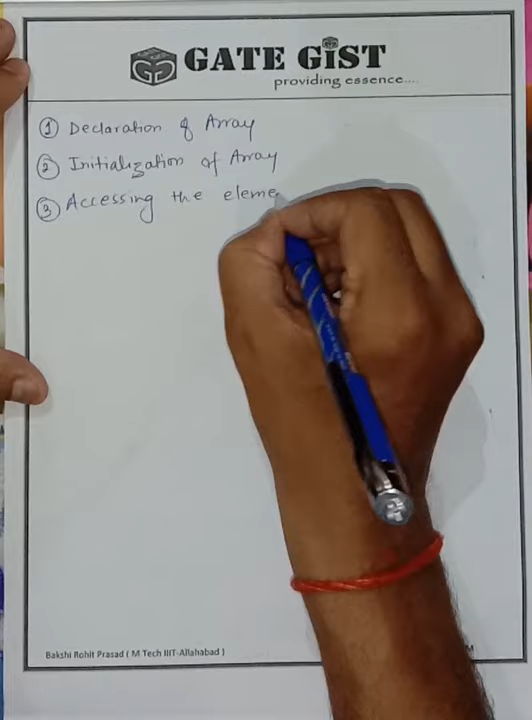 GATE GiST
providing essence....
① Declaration of Array
② Initialization of Array
③ Accessing the eleme
Bakshi Rohit Prasad ( M Tech IIIT-Allahabad )